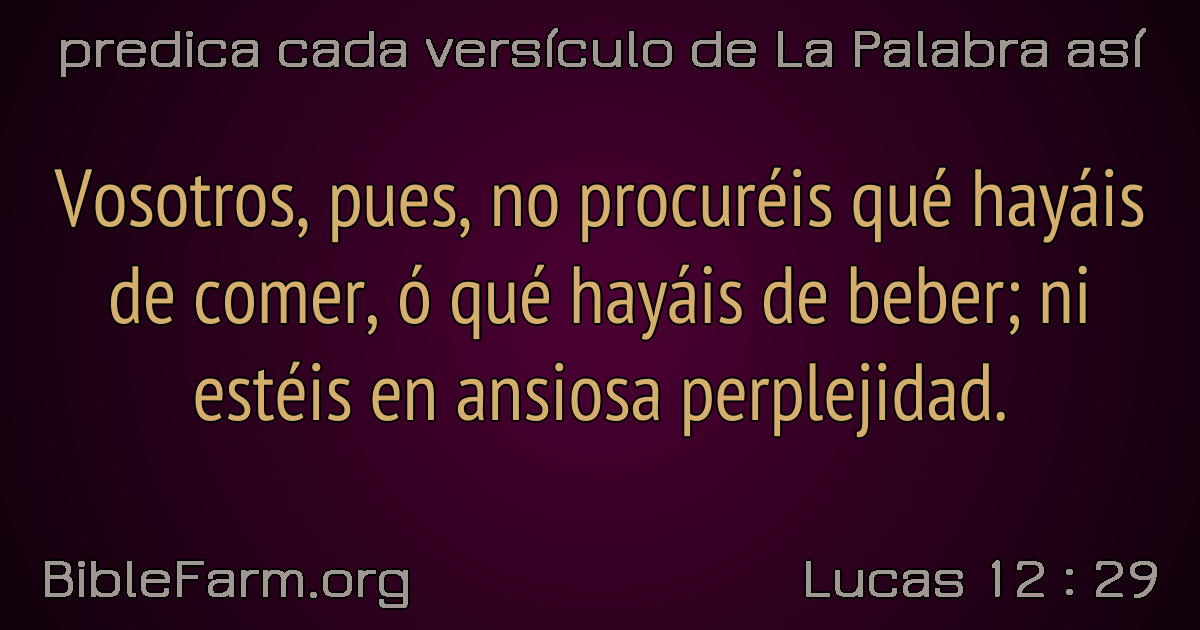 predica cada versículo de La Palabra así
Vosotros, pues, no procuréis qué hayáis
de comer, ó qué hayáis de beber; ni
estéis en ansiosa perplejidad.
BibleFarm.org
Lucas 12 : 29